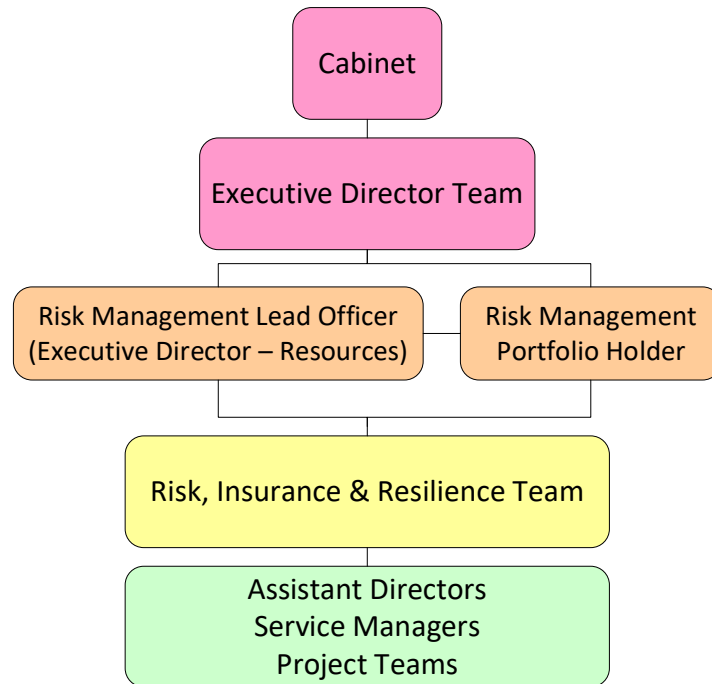 Cabinet
Executive Director Team
Risk Management Lead Officer
(Executive Director – Resources)
Risk Management
Portfolio Holder
Risk, Insurance & Resilience Team
Assistant Directors
Service Managers
Project Teams